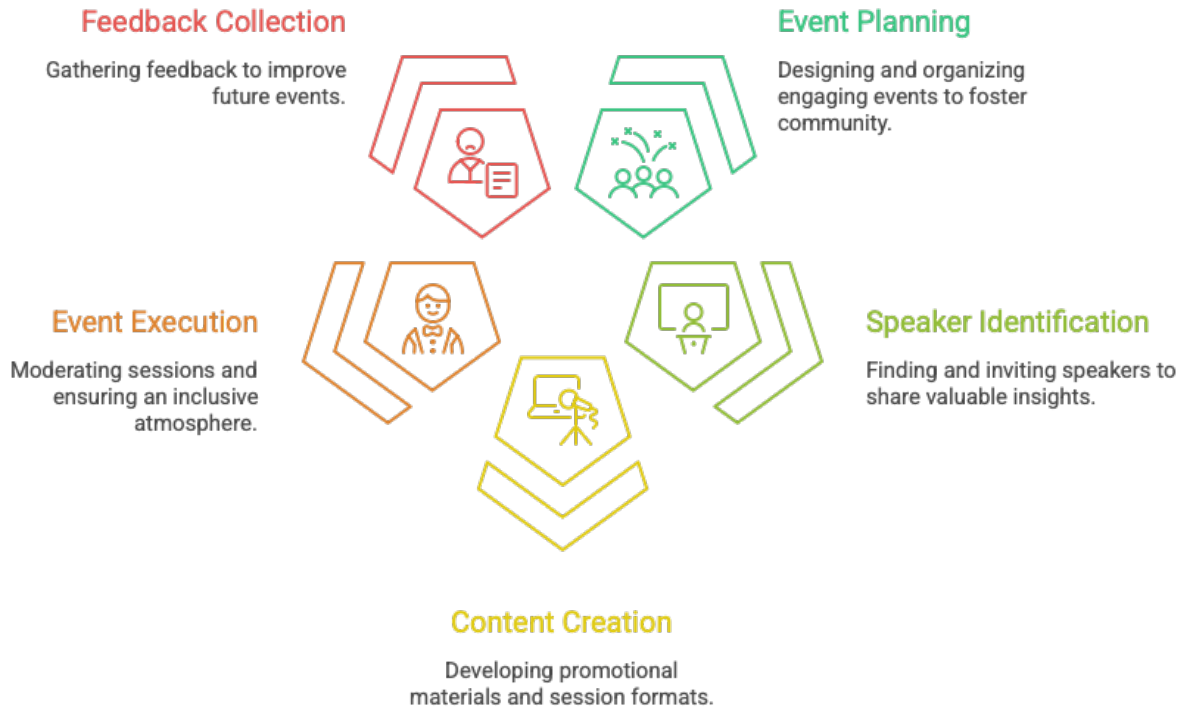 Feedback Collection
Gathering feedback to improve
future events.
Event Planning
Designing and organizing
engaging events to foster
community.
Event Execution
Moderating sessions and
ensuring an inclusive
atmosphere.
Speaker Identification
Finding and inviting speakers to
share valuable insights.
Content Creation
Developing promotional
materials and session formats.